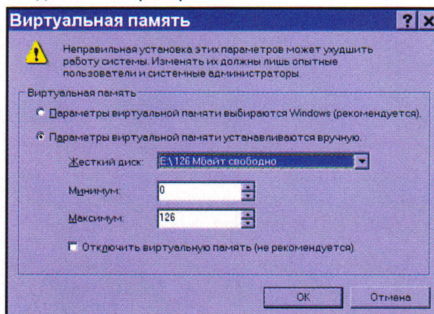 Виртуальная память
Неправильная установка этих параметров может ухудшить
работу системы. Изменять их должны лишь опытные
пользователи и системные администраторы.
Виртуальная память
Параметры виртуальной памяти выбираются Windows (рекомендуется).
Параметры виртуальной памяти устанавливаются вручную.
Жесткий диск: E:\126 Мбайт свободно
Минимум: 0
Максимум: 126
Отключить виртуальную память (не рекомендуется).
OK Отмена